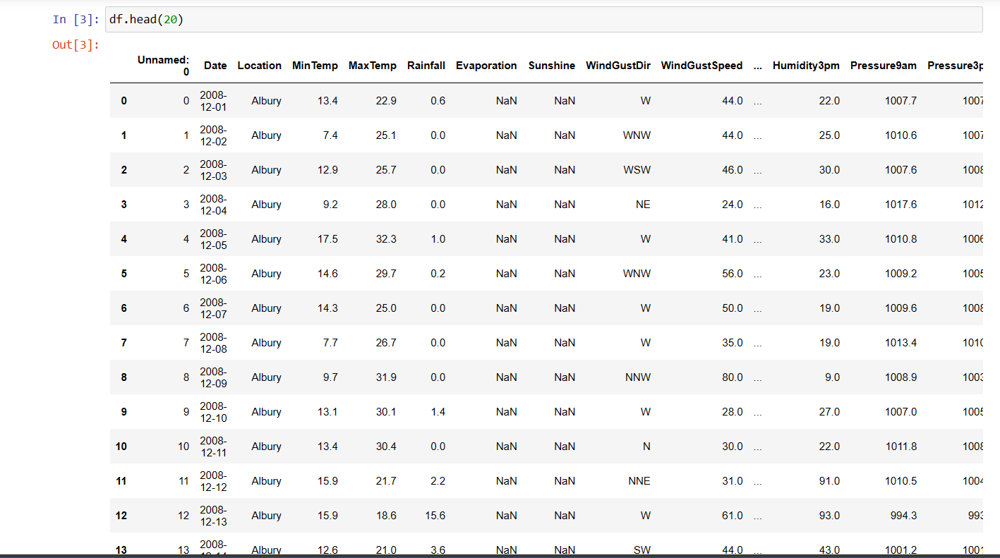 In [3]: df.head(20)
Out[3]:
Unnamed: 0 Date Location MinTemp MaxTemp Rainfall Evaporation Sunshine WindGustDir WindGustSpeed ... Humidity3pm Pressure9am Pressure3p
0 0 2008-12-01 Albury 13.4 22.9 0.6 NaN NaN W 44.0 ... 22.0 1007.7 1007
1 1 2008-12-02 Albury 7.4 25.1 0.0 NaN NaN WNW 44.0 ... 25.0 1010.6 1007
2 2 2008-12-03 Albury 12.9 25.7 0.0 NaN NaN WSW 46.0 ... 30.0 1007.6 1008
3 3 2008-12-04 Albury 9.2 28.0 0.0 NaN NaN NE 24.0 ... 16.0 1017.6 1012
4 4 2008-12-05 Albury 17.5 32.3 1.0 NaN NaN W 41.0 ... 33.0 1010.8 1006
5 5 2008-12-06 Albury 14.6 29.7 0.2 NaN NaN WNW 56.0 ... 23.0 1009.2 1005
6 6 2008-12-07 Albury 14.3 25.0 0.0 NaN NaN W 50.0 ... 19.0 1009.6 1008
7 7 2008-12-08 Albury 7.7 26.7 0.0 NaN NaN W 35.0 ... 19.0 1013.4 1010
8 8 2008-12-09 Albury 9.7 31.9 0.0 NaN NaN NNW 80.0 ... 9.0 1008.9 1003
9 9 2008-12-10 Albury 13.1 30.1 1.4 NaN NaN W 28.0 ... 27.0 1007.0 1005
10 10 2008-12-11 Albury 13.4 30.4 0.0 NaN NaN N 30.0 ... 22.0 1011.8 1008
11 11 2008-12-12 Albury 15.9 21.7 2.2 NaN NaN NNE 31.0 ... 91.0 1010.5 1004
12 12 2008-12-13 Albury 15.9 18.6 15.6 NaN NaN W 61.0 ... 93.0 994.3 993
13 13 2008- Albury 12.6 21.0 3.6 NaN NaN SW 44.0 ... 43.0 1001.2 1001